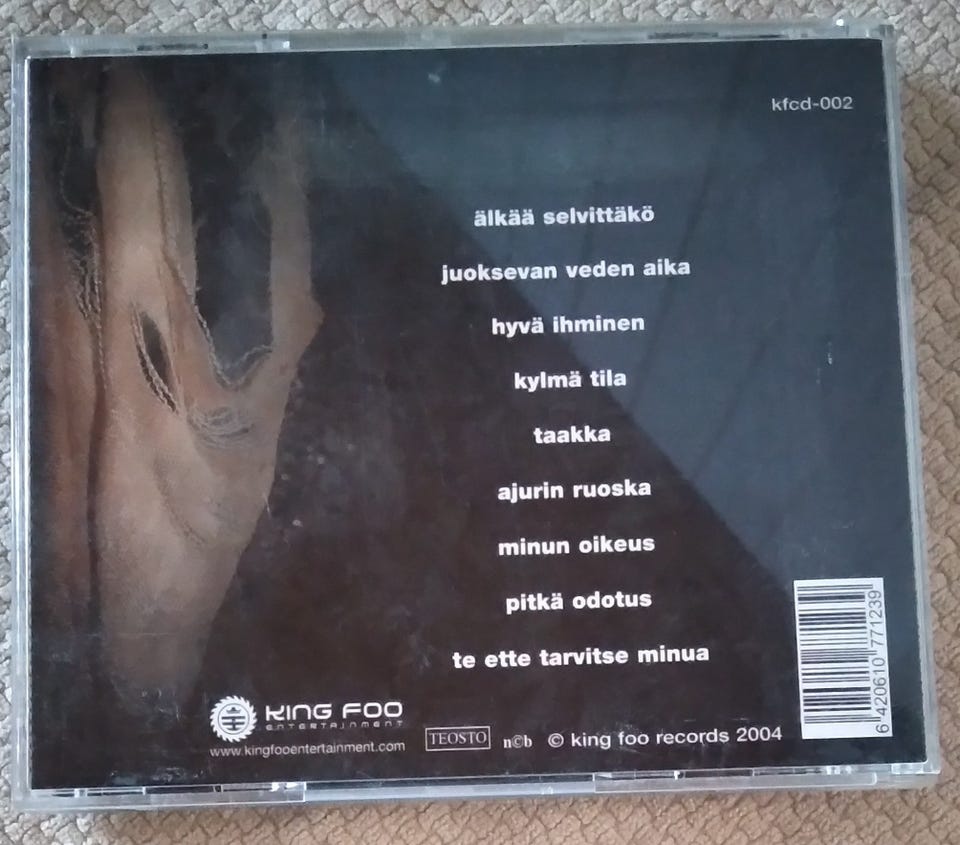 kfcd-002
älkää selvittäkö
juoksevan veden aika
hyvä ihminen
kylmä tila
taakka
ajurin ruoska
minun oikeus
pitkä odotus
te ette tarvitse minua
KING FOO
ENTERTAINMENT
www.kingfooentertainment.com
TEOSTO
n©b
© king foo records 2004
6 420610 771239